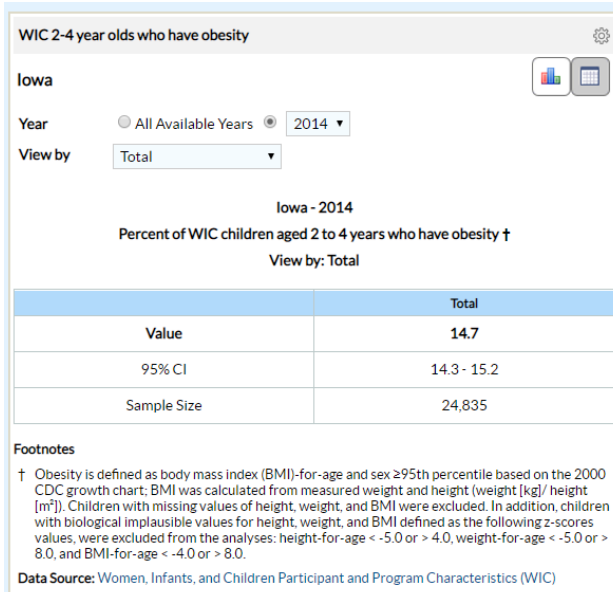 WIC 2-4 year olds who have obesity
Iowa
Year All Available Years 2014
View by Total
Iowa - 2014
Percent of WIC children aged 2 to 4 years who have obesity †
View by: Total
Total
Value 14.7
95% CI 14.3 - 15.2
Sample Size 24,835
Footnotes
† Obesity is defined as body mass index (BMI)-for-age and sex ≥95th percentile based on the 2000
CDC growth chart; BMI was calculated from measured weight and height (weight [kg]/ height
[m²]). Children with missing values of height, weight, and BMI were excluded. In addition, children
with biological implausible values for height, weight, and BMI defined as the following z-scores
values, were excluded from the analyses: height-for-age < -5.0 or > 4.0, weight-for-age < -5.0 or >
8.0, and BMI-for-age < -4.0 or > 8.0.
Data Source: Women, Infants, and Children Participant and Program Characteristics (WIC)